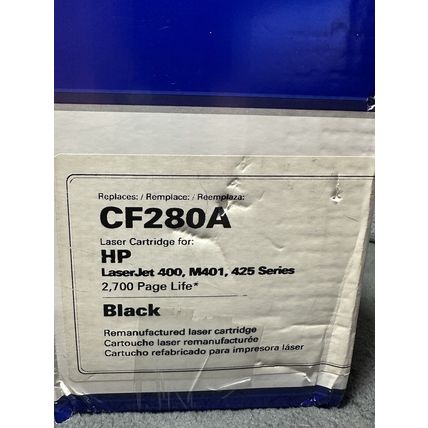 Replaces: / Remplace: / Reemplaza:
CF280A
Laser Cartridge for:
HP
LaserJet 400, M401, 425 Series
2,700 Page Life*
Black
Remanufactured laser cartridge
Cartouche laser remanufacturée
Cartucho refabricado para impresora láser